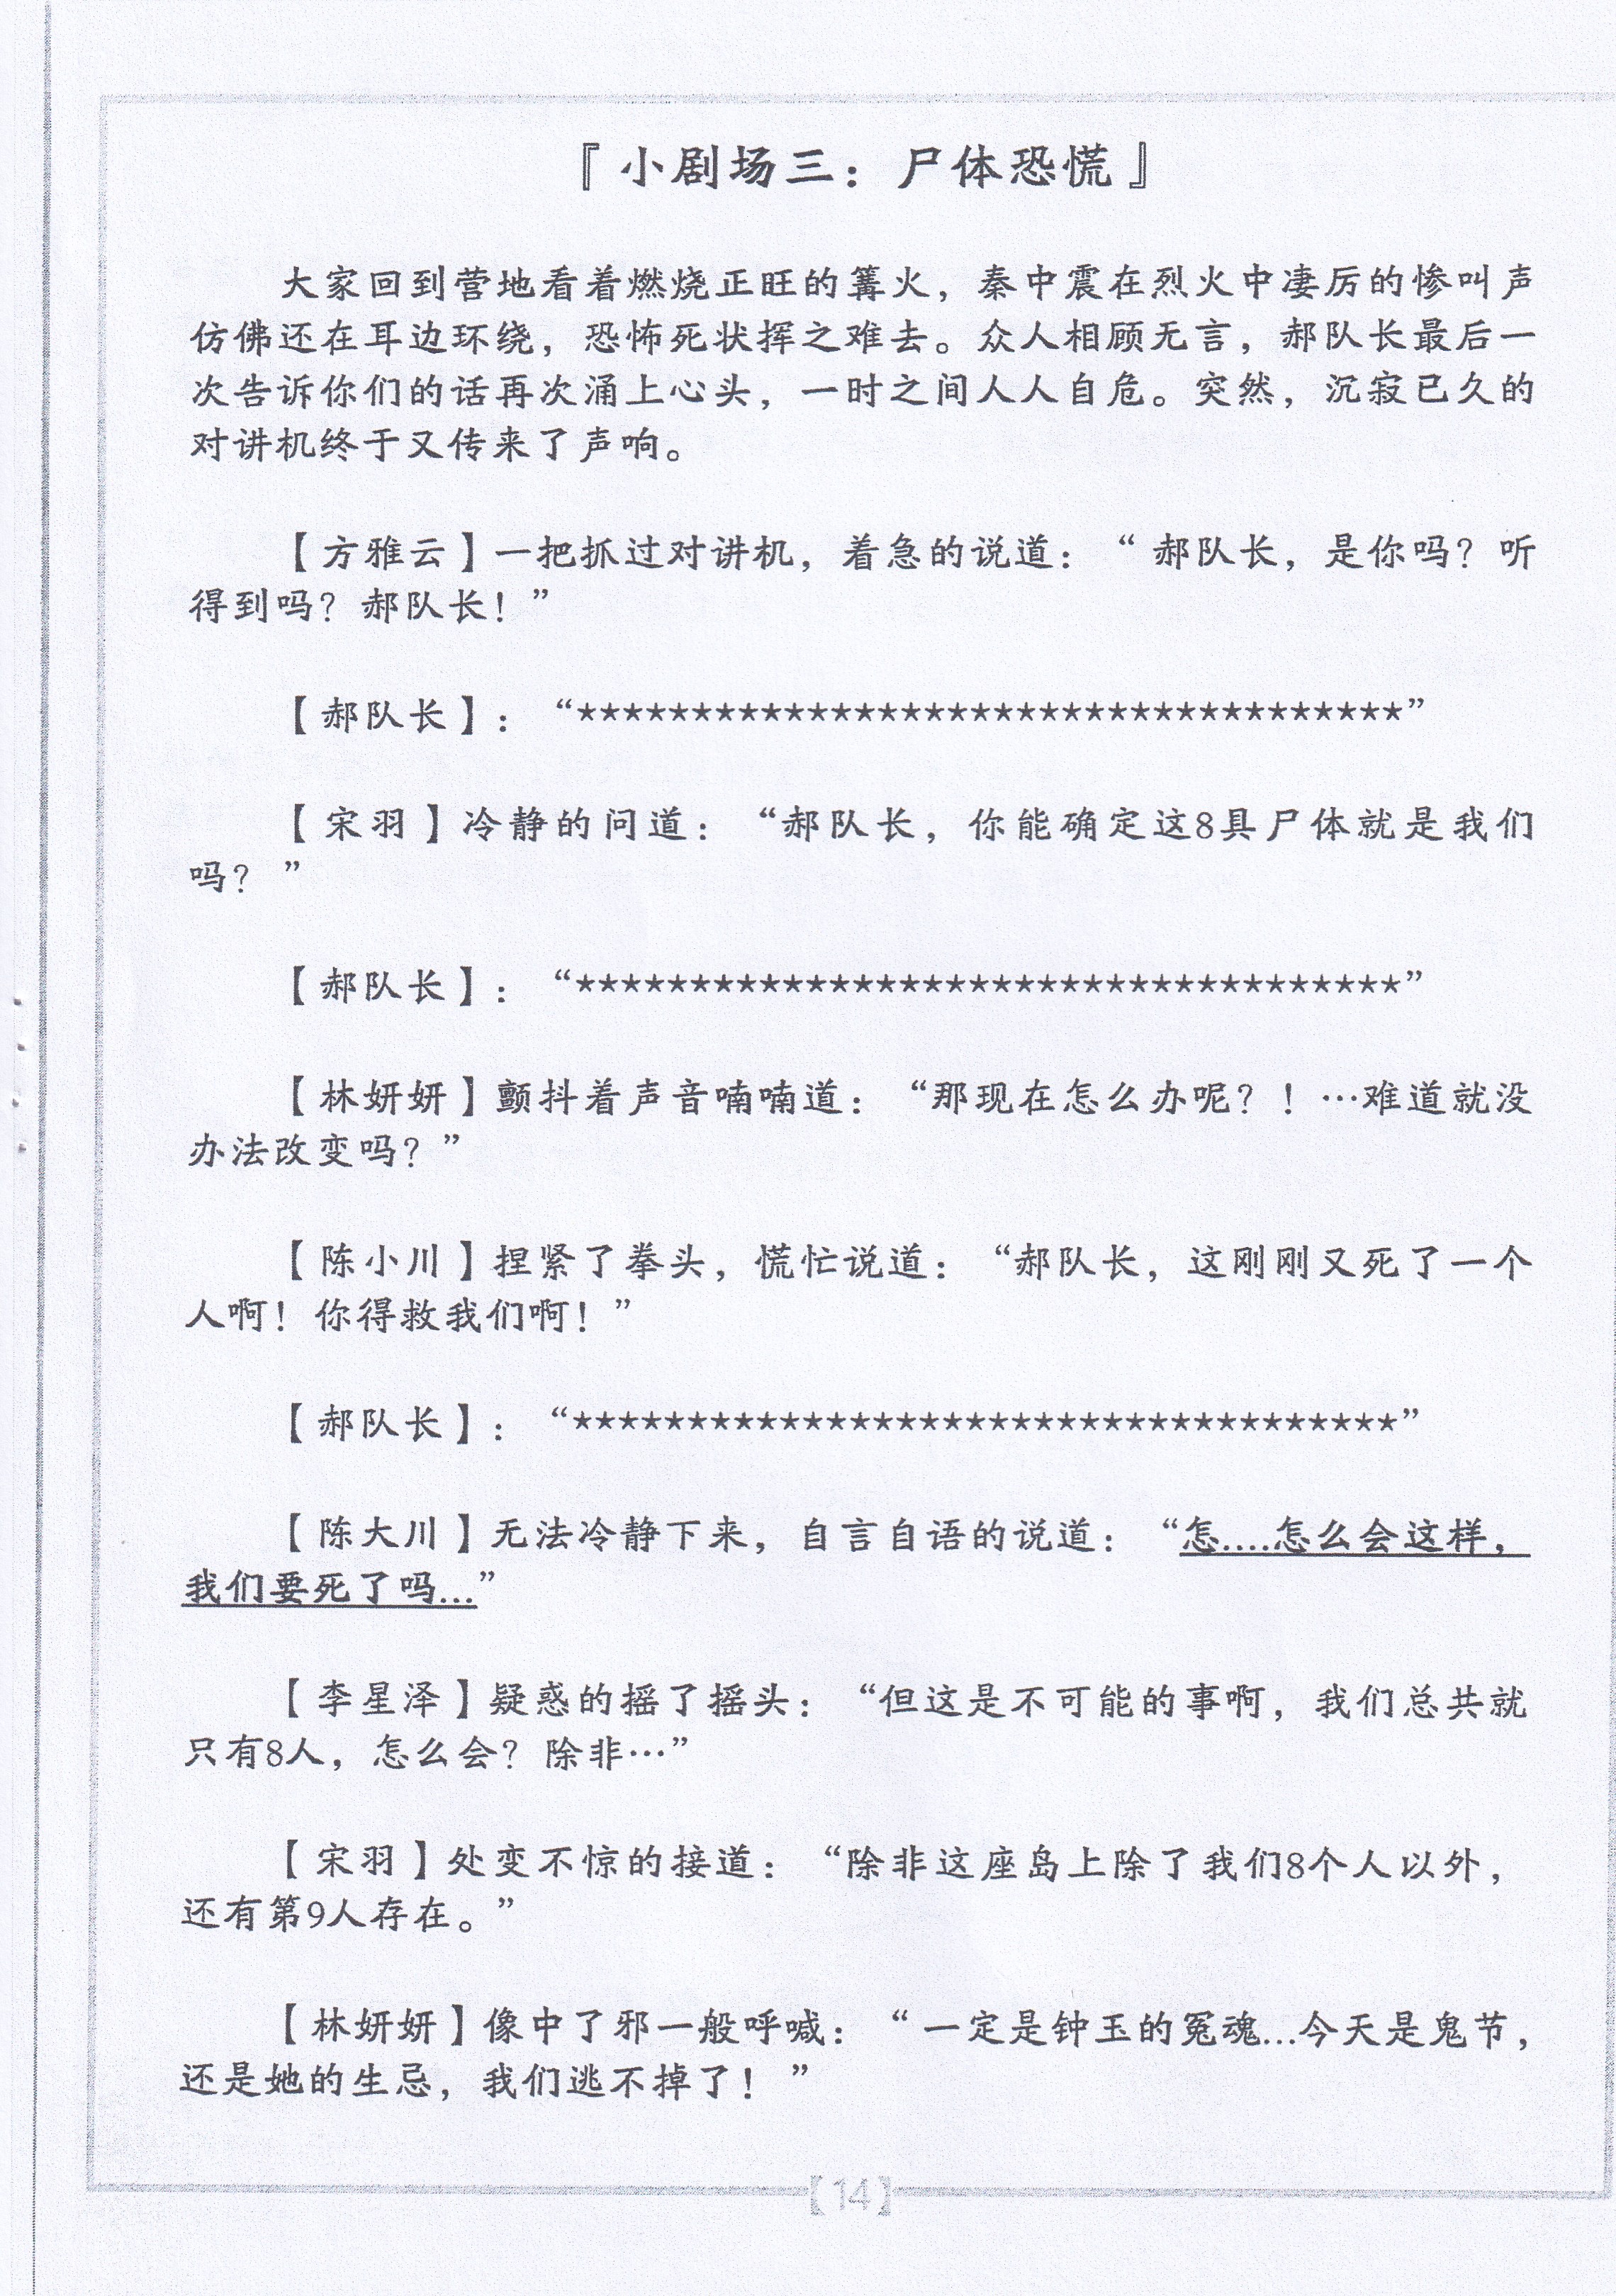 『小剧场三：尸体恐慌』
大家回到营地看着燃烧正旺的篝火，秦中震在烈火中凄厉的惨叫声
仿佛还在耳边环绕，恐怖死状挥之难去。众人相顾无言，郝队长最后一
次告诉你们的话再次涌上心头，一时之间人人自危。突然，沉寂已久的
对讲机终于又传来了声响。
【方雅云】一把抓过对讲机，着急的说道：“郝队长，是你吗？听
得到吗？郝队长！”
【郝队长】：“************************************”
【宋羽】冷静的问道：“郝队长，你能确定这8具尸体就是我们
吗？”
【郝队长】：“************************************”
【林妍妍】颤抖着声音喃喃道：“那现在怎么办呢？！…难道就没
办法改变吗？”
【陈小川】捏紧了拳头，慌忙说道：“郝队长，这刚刚又死了一个
人啊！你得救我们啊！”
【郝队长】：“************************************”
【陈大川】无法冷静下来，自言自语的说道：“怎....怎么会这样，
我们要死了吗...”
【李星泽】疑惑的摇了摇头：“但这是不可能的事啊，我们总共就
只有8人，怎么会？除非…”
【宋羽】处变不惊的接道：“除非这座岛上除了我们8个人以外，
还有第9人存在。”
【林妍妍】像中了邪一般呼喊：“一定是钟玉的冤魂...今天是鬼节，
还是她的生忌，我们逃不掉了！”
【14】